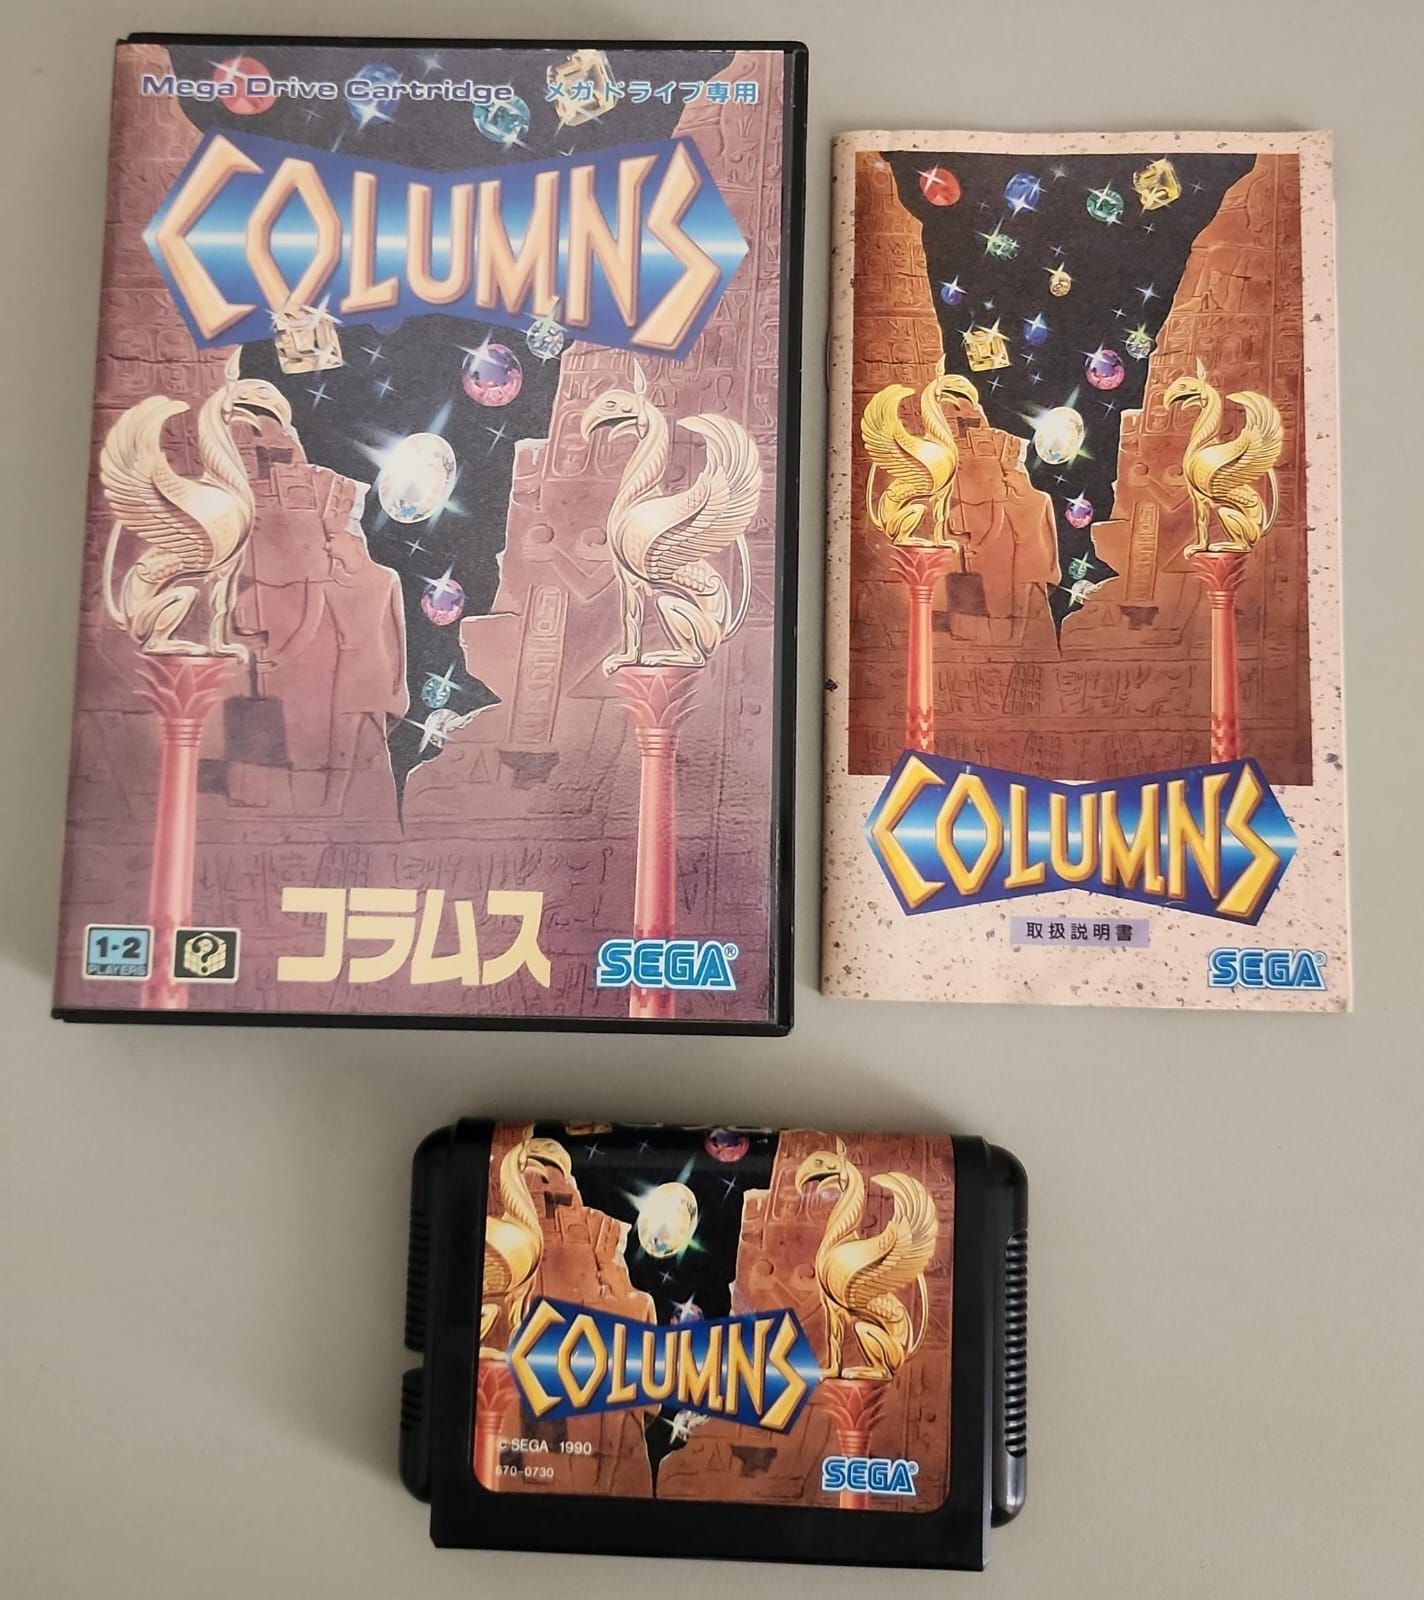 Mega Drive Cartridge メガドライブ専用
COLUMNS
1-2
PLAYERS
コラムス
SEGA®
COLUMNS
取扱説明書
SEGA®
COLUMNS
© SEGA 1990
670-0730
SEGA®